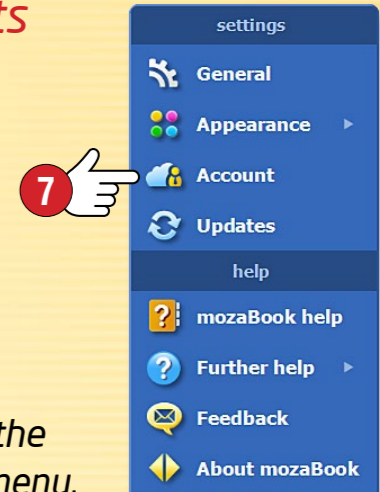 ts
settings
General
Appearance
7
Account
Updates
help
? mozaBook help
? Further help
Feedback
the
About mozaBook
menu.